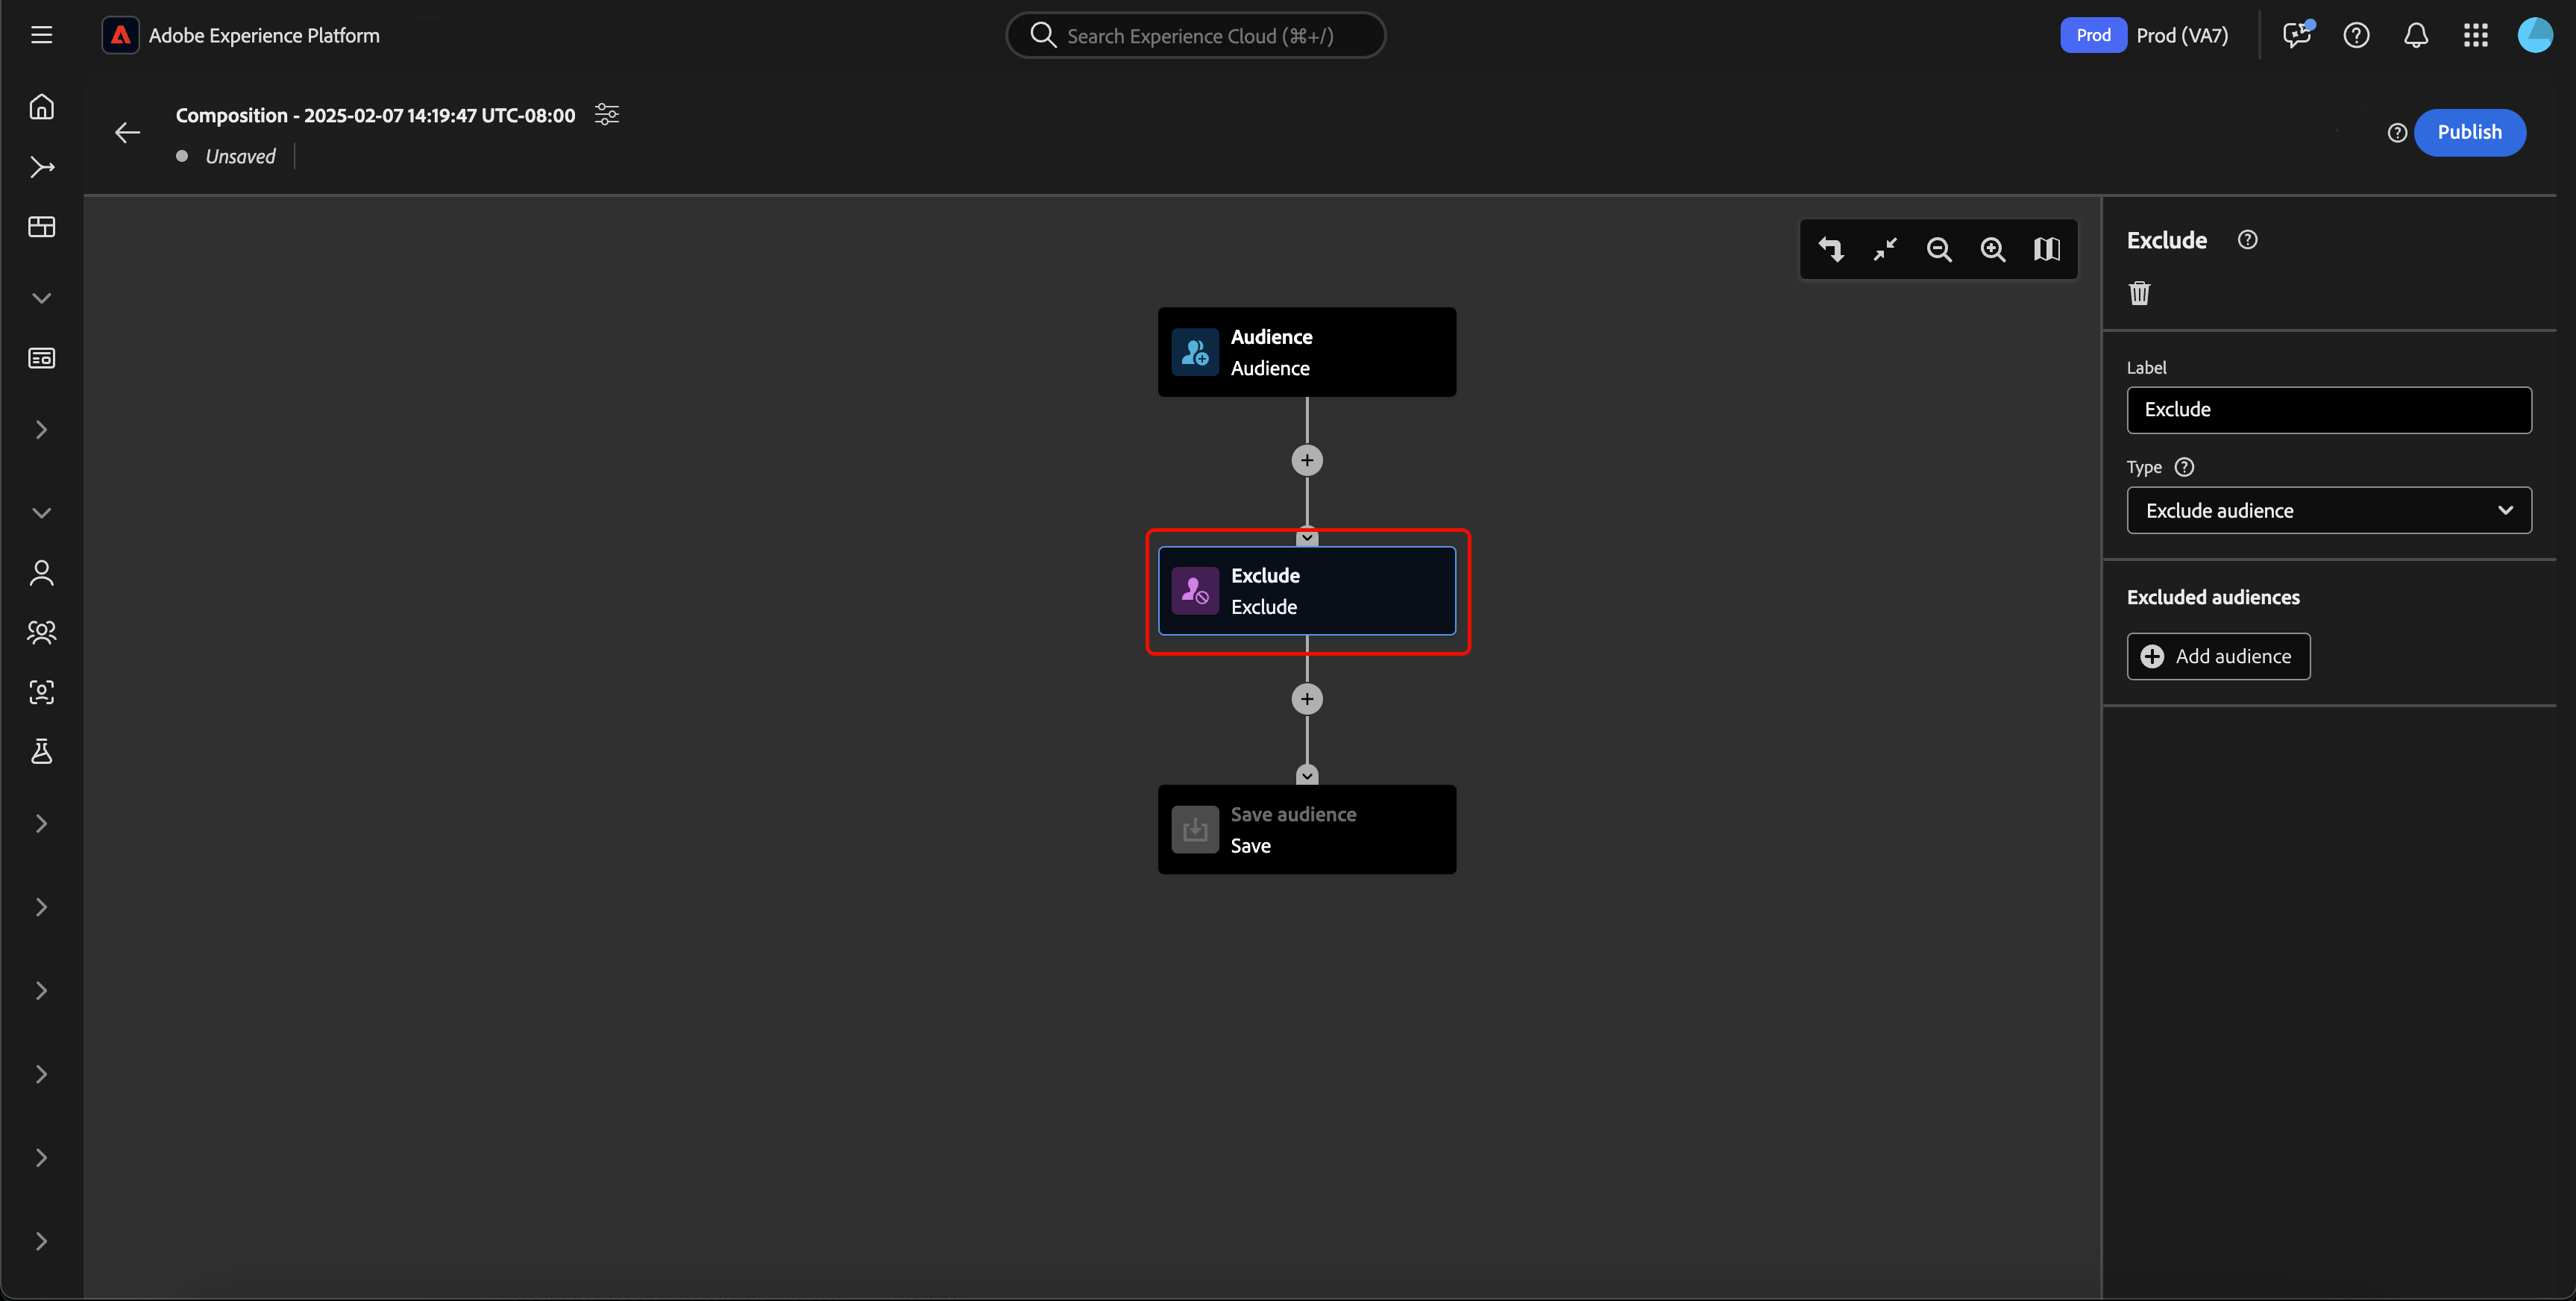 Adobe Experience Platform
Search Experience Cloud (⌘+/)
Prod
Prod (VA7)
Composition - 2025-02-07 14:19:47 UTC-08:00
Unsaved
Publish
Audience
Audience
Exclude
Exclude
Save audience
Save
Exclude
Label
Exclude
Type
Exclude audience
Excluded audiences
Add audience